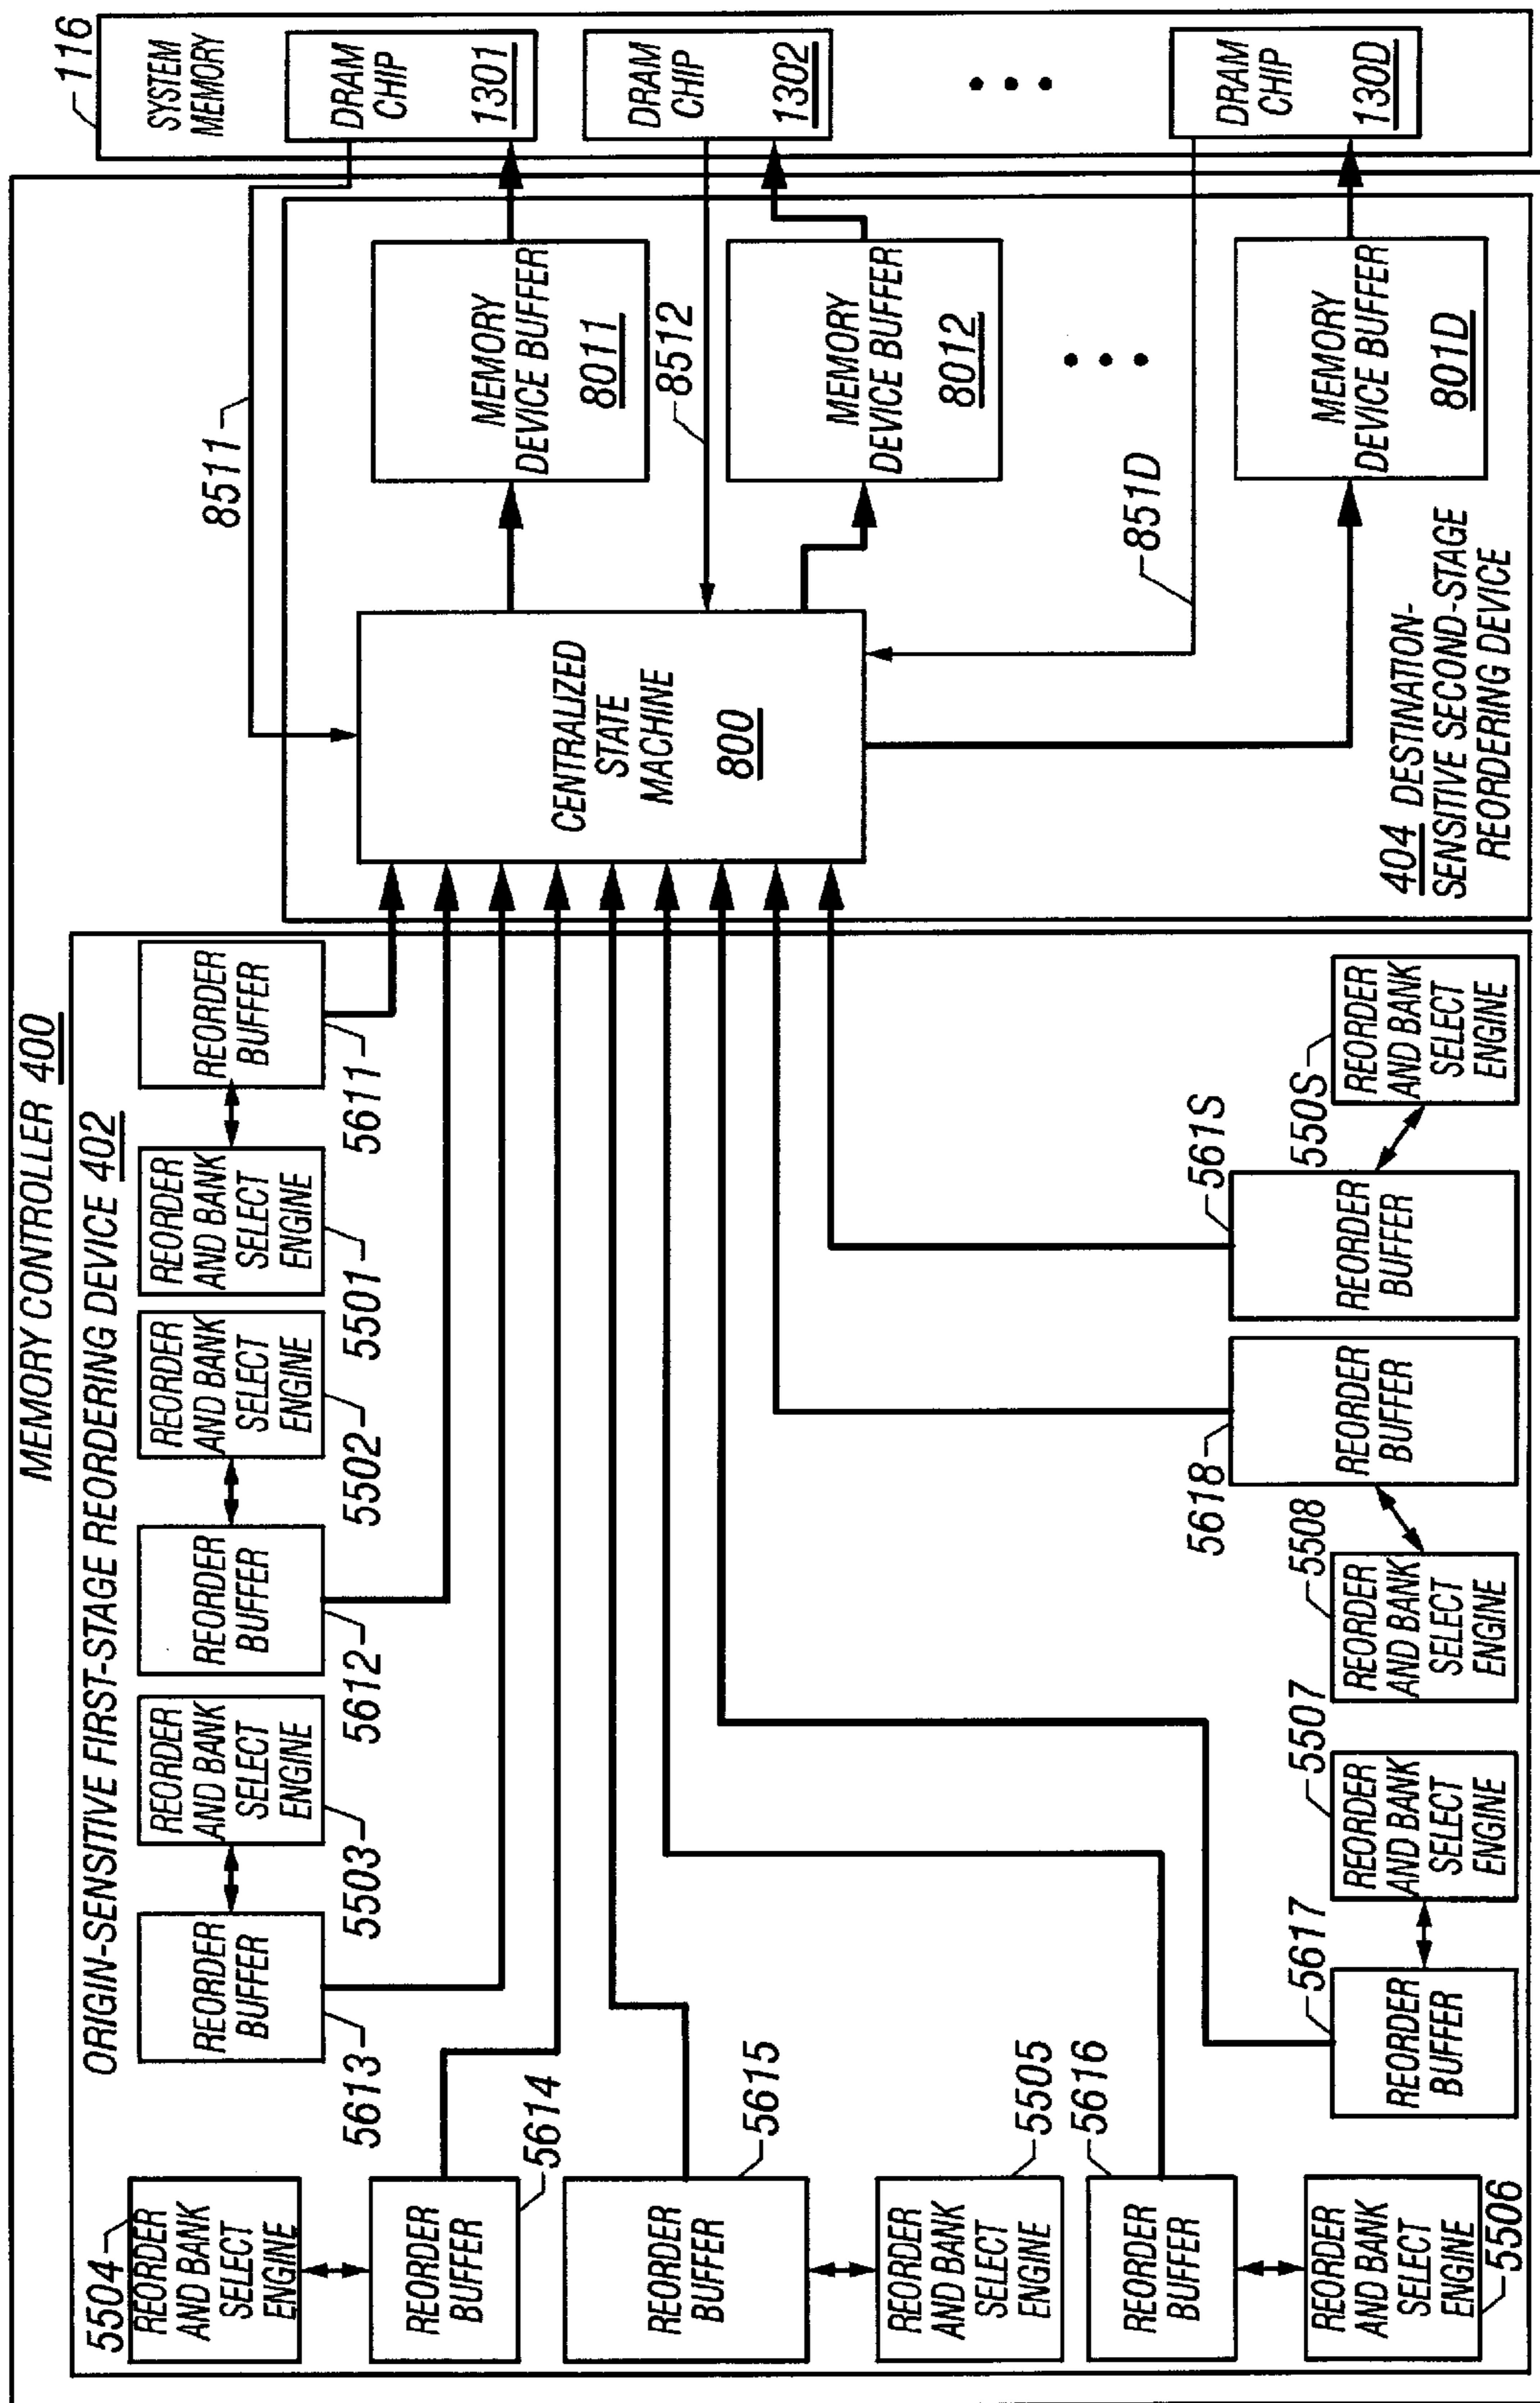 MEMORY CONTROLLER 400
ORIGIN-SENSITIVE FIRST-STAGE REORDERING DEVICE 402
5504
REORDER
AND BANK
SELECT
ENGINE
REORDER
BUFFER
5614
REORDER
BUFFER
5615
REORDER
AND BANK
SELECT
ENGINE
5505
REORDER
BUFFER
5616
REORDER
AND BANK
SELECT
ENGINE
5506
REORDER
BUFFER
5613
REORDER
AND BANK
SELECT
ENGINE
5503
REORDER
BUFFER
5612
REORDER
AND BANK
SELECT
ENGINE
5502
REORDER
AND BANK
SELECT
ENGINE
5501
REORDER
BUFFER
5611
REORDER
BUFFER
5617
REORDER
AND BANK
SELECT
ENGINE
5507
REORDER
AND BANK
SELECT
ENGINE
5508
REORDER
BUFFER
5618
REORDER
BUFFER
561S
REORDER
AND BANK
SELECT
ENGINE
550S
CENTRALIZED
STATE
MACHINE
800
404 DESTINATION-
SENSITIVE SECOND-STAGE
REORDERING DEVICE
8511
MEMORY
DEVICE BUFFER
8011
8512
MEMORY
DEVICE BUFFER
8012
• • •
851D
MEMORY
DEVICE BUFFER
801D
116
SYSTEM
MEMORY
DRAM
CHIP
1301
DRAM
CHIP
1302
• • •
DRAM
CHIP
130D